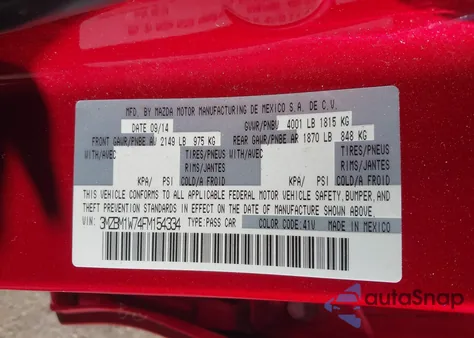 MFD. BY MAZDA MOTOR MANUFACTURING DE MEXICO S.A. DE C.V.
DATE 09/14 GVWR/PNBV 4001 LB 1815 KG
FRONT GAWR/PNBE AV 2149 LB 975 KG REAR GAWR/PNBE AR 1870 LB 848 KG
WITH/AVEC TIRES/PNEUS WITH/AVEC TIRES/PNEUS
RIMS/JANTES RIMS/JANTES
KPA/ PSI COLD/A FROID KPA/ PSI COLD/A FROID
THIS VEHICLE CONFORMS TO ALL APPLICABLE FEDERAL MOTOR VEHICLE SAFETY, BUMPER, AND
THEFT PREVENTION STANDARDS IN EFFECT ON THE DATE OF MANUFACTURE SHOWN ABOVE.
VIN: 3MZBM1W74FM154334 TYPE:PASS CAR COLOR CODE:41V MADE IN MEXICO
autoSnap